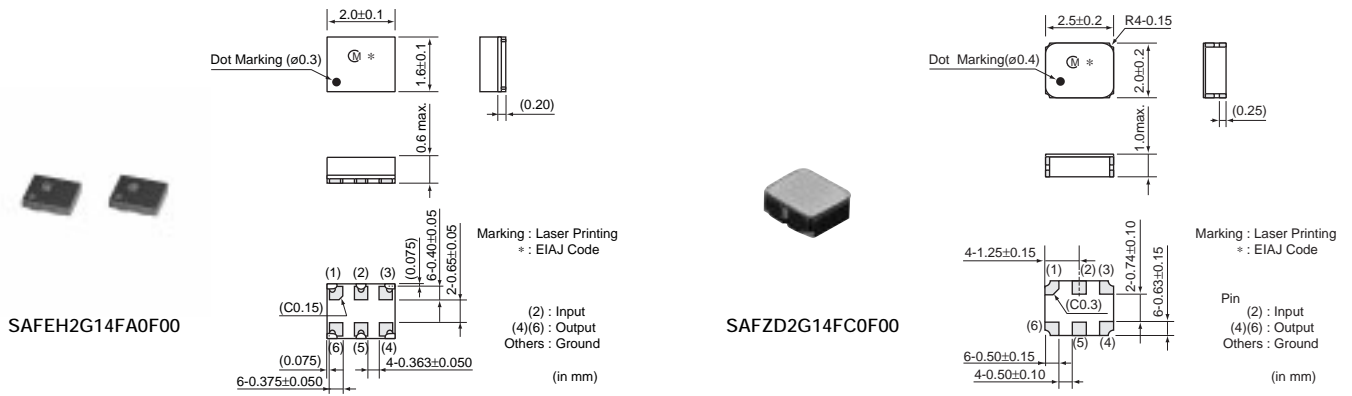 2.0±0.1
Dot Marking (ø0.3)
M *
1.6±0.1
(0.20)
0.6 max.
Marking : Laser Printing
* : EIAJ Code
(0.075)
6-0.40±0.05
2-0.65±0.05
(1) (2) (3)
(C0.15)
SAFEH2G14FA0F00
(2) : Input
(4)(6) : Output
Others : Ground
(6) (5) (4)
(0.075)
4-0.363±0.050
6-0.375±0.050
(in mm)
2.5±0.2
R4-0.15
Dot Marking(ø0.4)
M *
2.0±0.2
(0.25)
1.0max.
Marking : Laser Printing
* : EIAJ Code
4-1.25±0.15
(1) (2) (3)
2-0.74±0.10
6-0.63±0.15
(C0.3)
Pin
(2) : Input
(4)(6) : Output
Others : Ground
SAFZD2G14FC0F00
(6)
(5) (4)
6-0.50±0.15
4-0.50±0.10
(in mm)